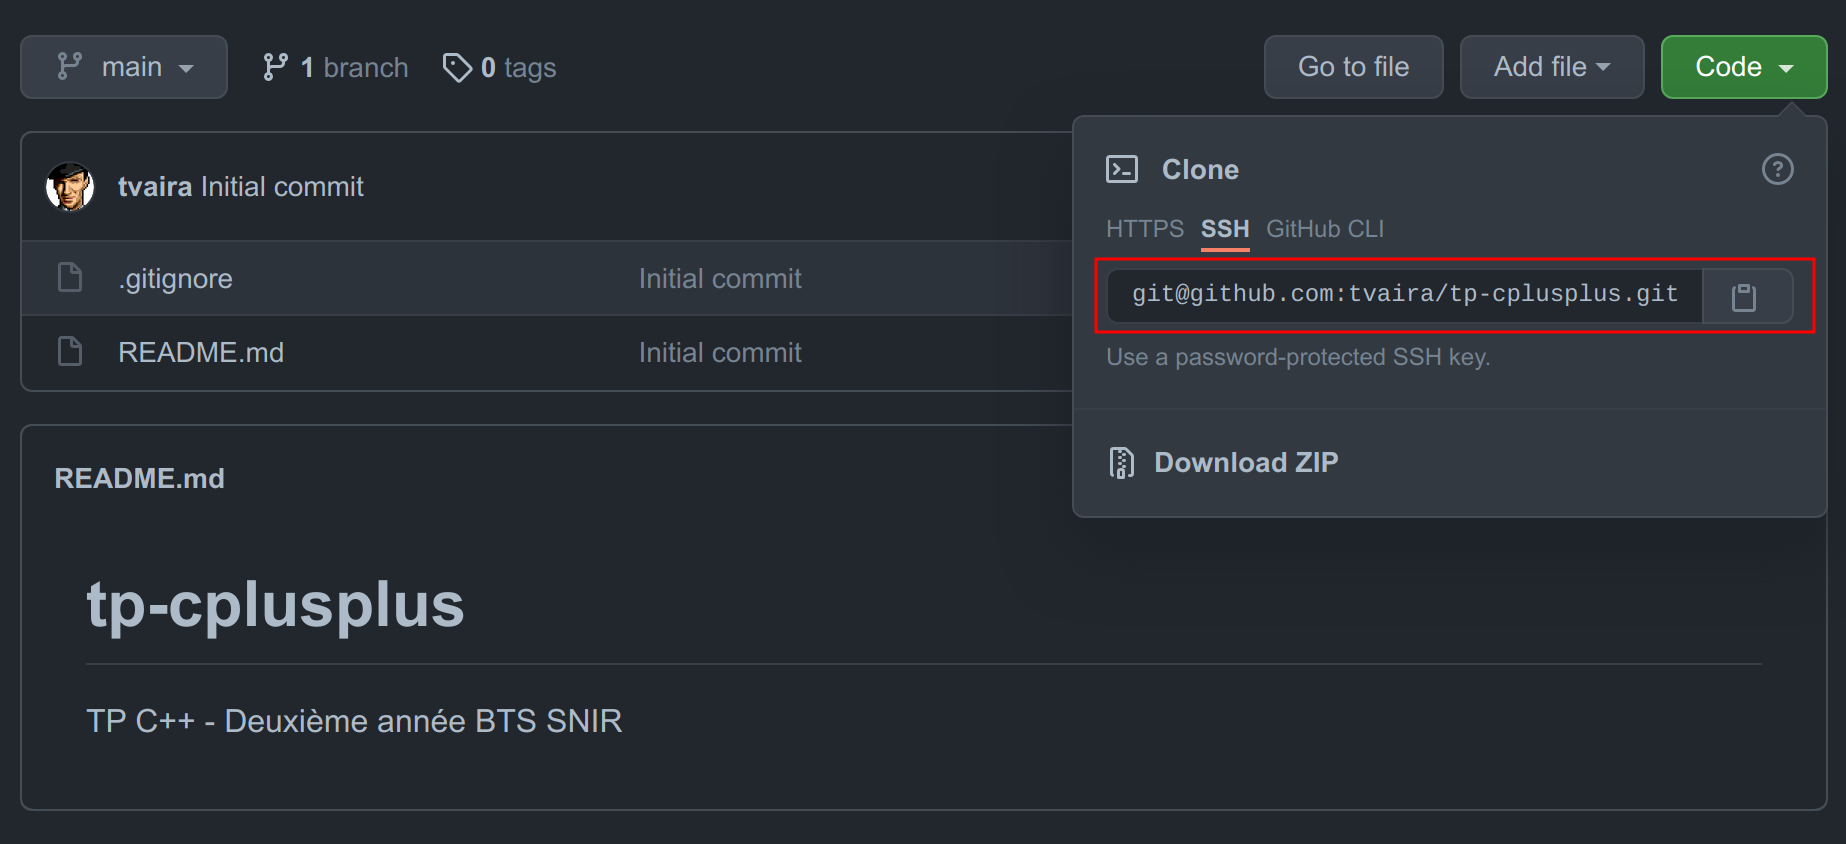 main
1 branch
0 tags
Go to file
Add file
Code
tvaira Initial commit
.gitignore Initial commit
README.md Initial commit
Clone
HTTPS SSH GitHub CLI
git@github.com:tvaira/tp-cplusplus.git
Use a password-protected SSH key.
Download ZIP
README.md
tp-cplusplus
TP C++ - Deuxième année BTS SNIR